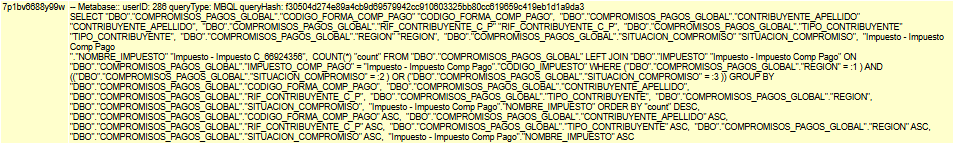 7p1bv6688y99w -- Metabase:: userID: 286 queryType: MBQL queryHash: f30504d274e89a4cb9d69579942cc910603325bb80cc619659c419eb1d1a9da3
SELECT "DBO"."COMPROMISOS_PAGOS_GLOBAL"."CODIGO_FORMA_COMP_PAGO" "CODIGO_FORMA_COMP_PAGO", "DBO"."COMPROMISOS_PAGOS_GLOBAL"."CONTRIBUYENTE_APELLIDO"
"CONTRIBUYENTE_APELLIDO", "DBO"."COMPROMISOS_PAGOS_GLOBAL"."RIF_CONTRIBUYENTE_C_P" "RIF_CONTRIBUYENTE_C_P", "DBO"."COMPROMISOS_PAGOS_GLOBAL"."TIPO_CONTRIBUYENTE"
"TIPO_CONTRIBUYENTE", "DBO"."COMPROMISOS_PAGOS_GLOBAL"."REGION" "REGION", "DBO"."COMPROMISOS_PAGOS_GLOBAL"."SITUACION_COMPROMISO" "SITUACION_COMPROMISO", "Impuesto - Impuesto
Comp Pago
"."NOMBRE_IMPUESTO" "Impuesto - Impuesto C_66924356", COUNT(*) "count" FROM "DBO"."COMPROMISOS_PAGOS_GLOBAL" LEFT JOIN "DBO"."IMPUESTO" "Impuesto - Impuesto Comp Pago" ON
"DBO"."COMPROMISOS_PAGOS_GLOBAL"."IMPUESTO_COMP_PAGO" = "Impuesto - Impuesto Comp Pago"."CODIGO_IMPUESTO" WHERE ("DBO"."COMPROMISOS_PAGOS_GLOBAL"."REGION" = :1 ) AND
(("DBO"."COMPROMISOS_PAGOS_GLOBAL"."SITUACION_COMPROMISO" = :2 ) OR ("DBO"."COMPROMISOS_PAGOS_GLOBAL"."SITUACION_COMPROMISO" = :3 )) GROUP BY
"DBO"."COMPROMISOS_PAGOS_GLOBAL"."CODIGO_FORMA_COMP_PAGO", "DBO"."COMPROMISOS_PAGOS_GLOBAL"."CONTRIBUYENTE_APELLIDO",
"DBO"."COMPROMISOS_PAGOS_GLOBAL"."RIF_CONTRIBUYENTE_C_P", "DBO"."COMPROMISOS_PAGOS_GLOBAL"."TIPO_CONTRIBUYENTE", "DBO"."COMPROMISOS_PAGOS_GLOBAL"."REGION",
"DBO"."COMPROMISOS_PAGOS_GLOBAL"."SITUACION_COMPROMISO", "Impuesto - Impuesto Comp Pago"."NOMBRE_IMPUESTO" ORDER BY "count" DESC,
"DBO"."COMPROMISOS_PAGOS_GLOBAL"."CODIGO_FORMA_COMP_PAGO" ASC, "DBO"."COMPROMISOS_PAGOS_GLOBAL"."CONTRIBUYENTE_APELLIDO" ASC,
"DBO"."COMPROMISOS_PAGOS_GLOBAL"."RIF_CONTRIBUYENTE_C_P" ASC, "DBO"."COMPROMISOS_PAGOS_GLOBAL"."TIPO_CONTRIBUYENTE" ASC, "DBO"."COMPROMISOS_PAGOS_GLOBAL"."REGION" ASC,
"DBO"."COMPROMISOS_PAGOS_GLOBAL"."SITUACION_COMPROMISO" ASC, "Impuesto - Impuesto Comp Pago"."NOMBRE_IMPUESTO" ASC